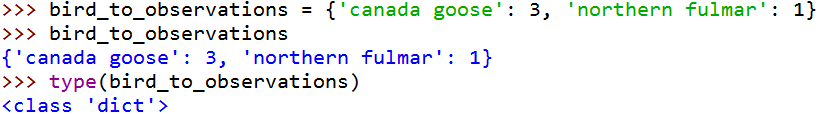 >>> bird_to_observations = {'canada goose': 3, 'northern fulmar': 1}
>>> bird_to_observations
{'canada goose': 3, 'northern fulmar': 1}
>>> type(bird_to_observations)
<class 'dict'>